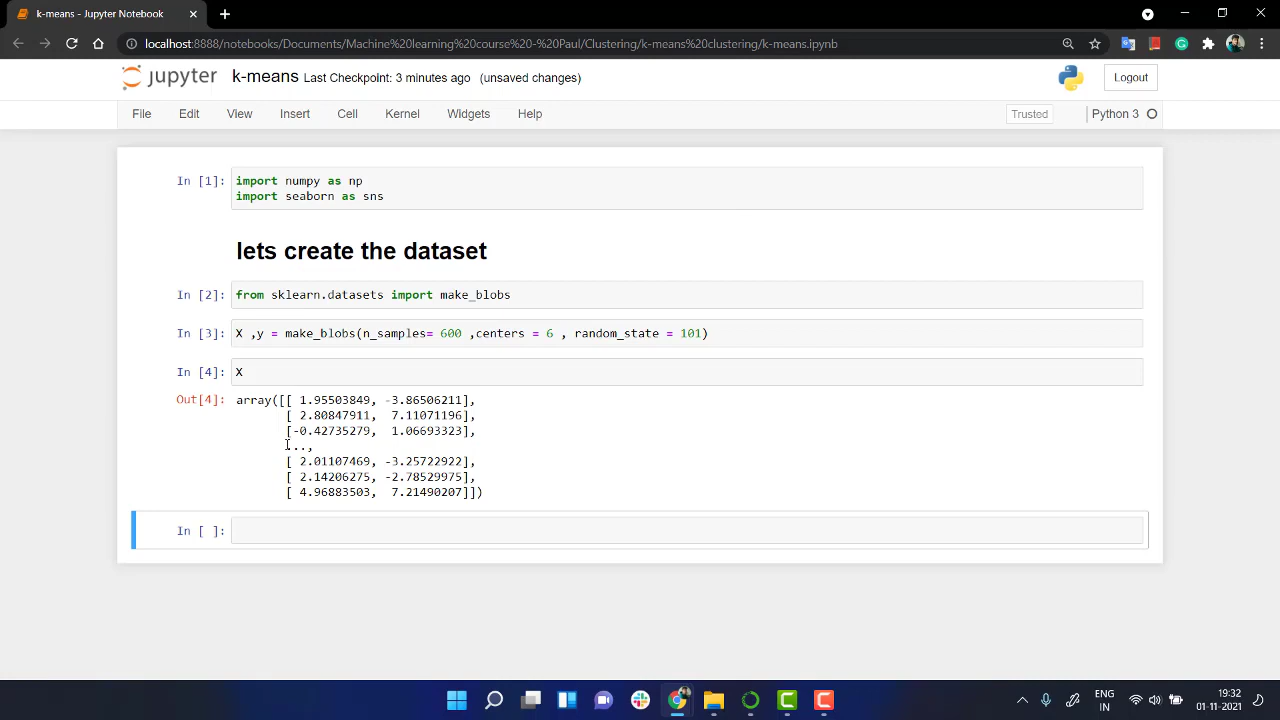 k-means - Jupyter Notebook
localhost:8888/notebooks/Documents/Machine%20learning%20course%20-%20Paul/Clustering/k-means%20clustering/k-means.ipynb
jupyter k-means Last Checkpoint: 3 minutes ago (unsaved changes) Logout
File Edit View Insert Cell Kernel Widgets Help Trusted Python 3
In [1]: import numpy as np
import seaborn as sns
lets create the dataset
In [2]: from sklearn.datasets import make_blobs
In [3]: X ,y = make_blobs(n_samples= 600 ,centers = 6 , random_state = 101)
In [4]: X
Out[4]: array([[ 1.95503849, -3.86506211],
[ 2.80847911, 7.11071196],
[-0.42735279, 1.06693323],
...,
[ 2.01107469, -3.25722922],
[ 2.14206275, -2.78529975],
[ 4.96883503, 7.21490207]])
In [ ]:
ENG 19:32
IN 01-11-2021